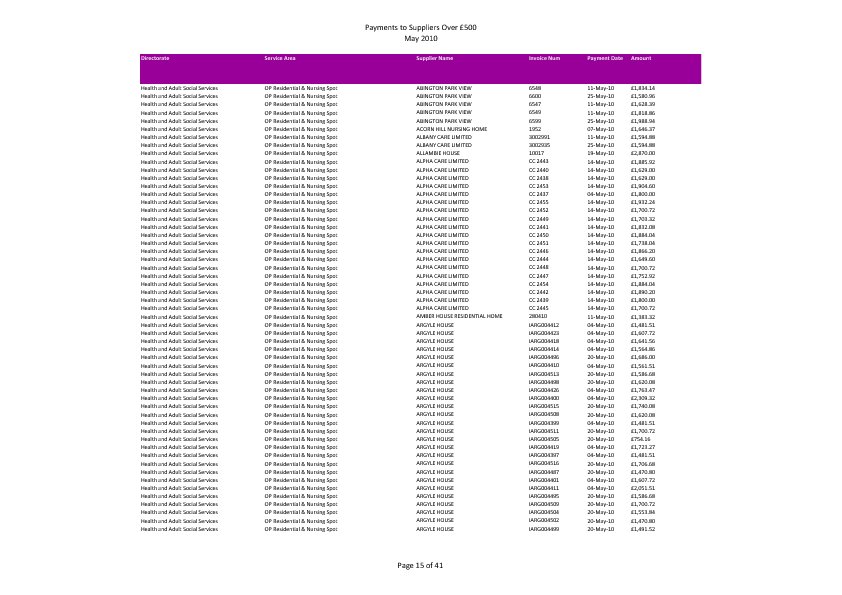 Payments to Suppliers Over £500
May 2010
Directorate Service Area Supplier Name Invoice Num Payment Date Amount
Health and Adult Social Services OP Residential & Nursing Spot ABINGTON PARK VIEW 6548 11-May-10 £1,834.14
Health and Adult Social Services OP Residential & Nursing Spot ABINGTON PARK VIEW 6600 25-May-10 £1,580.96
Health and Adult Social Services OP Residential & Nursing Spot ABINGTON PARK VIEW 6547 11-May-10 £1,628.39
Health and Adult Social Services OP Residential & Nursing Spot ABINGTON PARK VIEW 6549 11-May-10 £1,818.86
Health and Adult Social Services OP Residential & Nursing Spot ABINGTON PARK VIEW 6599 25-May-10 £1,988.94
Health and Adult Social Services OP Residential & Nursing Spot ACORN HILL NURSING HOME 1952 07-May-10 £1,646.37
Health and Adult Social Services OP Residential & Nursing Spot ALBANY CARE LIMITED 3002991 11-May-10 £1,594.88
Health and Adult Social Services OP Residential & Nursing Spot ALBANY CARE LIMITED 3002935 25-May-10 £1,594.88
Health and Adult Social Services OP Residential & Nursing Spot ALLAMBIE HOUSE 10017 19-May-10 £2,870.00
Health and Adult Social Services OP Residential & Nursing Spot ALPHA CARE LIMITED CC 2443 14-May-10 £1,885.92
Health and Adult Social Services OP Residential & Nursing Spot ALPHA CARE LIMITED CC 2440 14-May-10 £1,629.00
Health and Adult Social Services OP Residential & Nursing Spot ALPHA CARE LIMITED CC 2438 14-May-10 £1,629.00
Health and Adult Social Services OP Residential & Nursing Spot ALPHA CARE LIMITED CC 2453 14-May-10 £1,904.60
Health and Adult Social Services OP Residential & Nursing Spot ALPHA CARE LIMITED CC 2437 04-May-10 £1,800.00
Health and Adult Social Services OP Residential & Nursing Spot ALPHA CARE LIMITED CC 2455 14-May-10 £1,932.24
Health and Adult Social Services OP Residential & Nursing Spot ALPHA CARE LIMITED CC 2452 14-May-10 £1,700.72
Health and Adult Social Services OP Residential & Nursing Spot ALPHA CARE LIMITED CC 2449 14-May-10 £1,703.32
Health and Adult Social Services OP Residential & Nursing Spot ALPHA CARE LIMITED CC 2441 14-May-10 £1,832.08
Health and Adult Social Services OP Residential & Nursing Spot ALPHA CARE LIMITED CC 2450 14-May-10 £1,884.04
Health and Adult Social Services OP Residential & Nursing Spot ALPHA CARE LIMITED CC 2451 14-May-10 £1,738.04
Health and Adult Social Services OP Residential & Nursing Spot ALPHA CARE LIMITED CC 2446 14-May-10 £1,866.20
Health and Adult Social Services OP Residential & Nursing Spot ALPHA CARE LIMITED CC 2444 14-May-10 £1,649.60
Health and Adult Social Services OP Residential & Nursing Spot ALPHA CARE LIMITED CC 2448 14-May-10 £1,700.72
Health and Adult Social Services OP Residential & Nursing Spot ALPHA CARE LIMITED CC 2447 14-May-10 £1,752.92
Health and Adult Social Services OP Residential & Nursing Spot ALPHA CARE LIMITED CC 2454 14-May-10 £1,884.04
Health and Adult Social Services OP Residential & Nursing Spot ALPHA CARE LIMITED CC 2442 14-May-10 £1,890.20
Health and Adult Social Services OP Residential & Nursing Spot ALPHA CARE LIMITED CC 2439 14-May-10 £1,800.00
Health and Adult Social Services OP Residential & Nursing Spot ALPHA CARE LIMITED CC 2445 14-May-10 £1,700.72
Health and Adult Social Services OP Residential & Nursing Spot AMBER HOUSE RESIDENTIAL HOME 280410 11-May-10 £1,383.32
Health and Adult Social Services OP Residential & Nursing Spot ARGYLE HOUSE IARG004412 04-May-10 £1,481.51
Health and Adult Social Services OP Residential & Nursing Spot ARGYLE HOUSE IARG004423 04-May-10 £1,607.72
Health and Adult Social Services OP Residential & Nursing Spot ARGYLE HOUSE IARG004418 04-May-10 £1,641.56
Health and Adult Social Services OP Residential & Nursing Spot ARGYLE HOUSE IARG004414 04-May-10 £1,564.86
Health and Adult Social Services OP Residential & Nursing Spot ARGYLE HOUSE IARG004496 20-May-10 £1,686.00
Health and Adult Social Services OP Residential & Nursing Spot ARGYLE HOUSE IARG004410 04-May-10 £1,561.51
Health and Adult Social Services OP Residential & Nursing Spot ARGYLE HOUSE IARG004513 20-May-10 £1,586.68
Health and Adult Social Services OP Residential & Nursing Spot ARGYLE HOUSE IARG004498 20-May-10 £1,620.08
Health and Adult Social Services OP Residential & Nursing Spot ARGYLE HOUSE IARG004426 04-May-10 £1,763.47
Health and Adult Social Services OP Residential & Nursing Spot ARGYLE HOUSE IARG004400 04-May-10 £2,309.32
Health and Adult Social Services OP Residential & Nursing Spot ARGYLE HOUSE IARG004515 20-May-10 £1,740.08
Health and Adult Social Services OP Residential & Nursing Spot ARGYLE HOUSE IARG004508 20-May-10 £1,620.08
Health and Adult Social Services OP Residential & Nursing Spot ARGYLE HOUSE IARG004399 04-May-10 £1,481.51
Health and Adult Social Services OP Residential & Nursing Spot ARGYLE HOUSE IARG004511 20-May-10 £1,700.72
Health and Adult Social Services OP Residential & Nursing Spot ARGYLE HOUSE IARG004505 20-May-10 £754.16
Health and Adult Social Services OP Residential & Nursing Spot ARGYLE HOUSE IARG004419 04-May-10 £1,723.27
Health and Adult Social Services OP Residential & Nursing Spot ARGYLE HOUSE IARG004397 04-May-10 £1,481.51
Health and Adult Social Services OP Residential & Nursing Spot ARGYLE HOUSE IARG004516 20-May-10 £1,706.68
Health and Adult Social Services OP Residential & Nursing Spot ARGYLE HOUSE IARG004487 20-May-10 £1,470.80
Health and Adult Social Services OP Residential & Nursing Spot ARGYLE HOUSE IARG004401 04-May-10 £1,607.72
Health and Adult Social Services OP Residential & Nursing Spot ARGYLE HOUSE IARG004411 04-May-10 £2,051.51
Health and Adult Social Services OP Residential & Nursing Spot ARGYLE HOUSE IARG004495 20-May-10 £1,586.68
Health and Adult Social Services OP Residential & Nursing Spot ARGYLE HOUSE IARG004509 20-May-10 £1,700.72
Health and Adult Social Services OP Residential & Nursing Spot ARGYLE HOUSE IARG004504 20-May-10 £1,553.84
Health and Adult Social Services OP Residential & Nursing Spot ARGYLE HOUSE IARG004502 20-May-10 £1,470.80
Health and Adult Social Services OP Residential & Nursing Spot ARGYLE HOUSE IARG004499 20-May-10 £1,491.52
Page 15 of 41